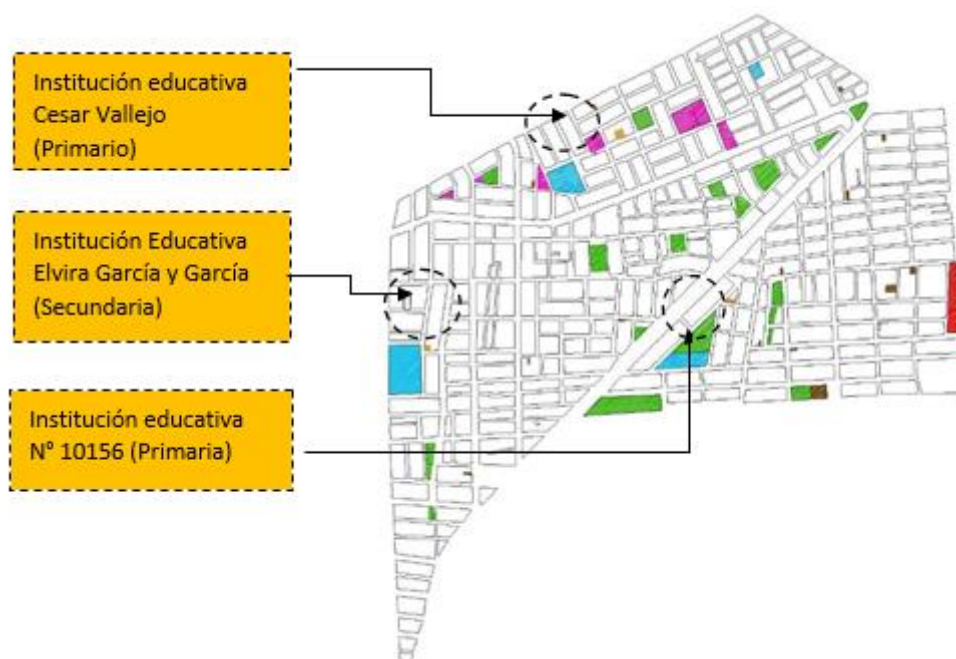 Institución educativa
Cesar Vallejo
(Primario)
Institución Educativa
Elvira García y García
(Secundaria)
Institución educativa
Nº 10156 (Primaria)